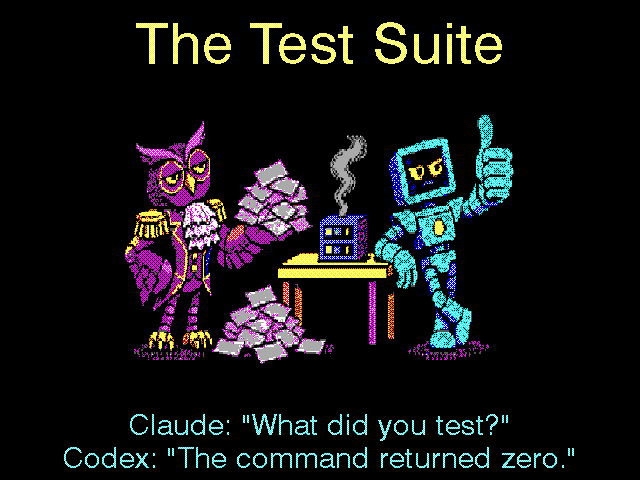 The Test Suite
Claude: "What did you test?"
Codex: "The command returned zero."